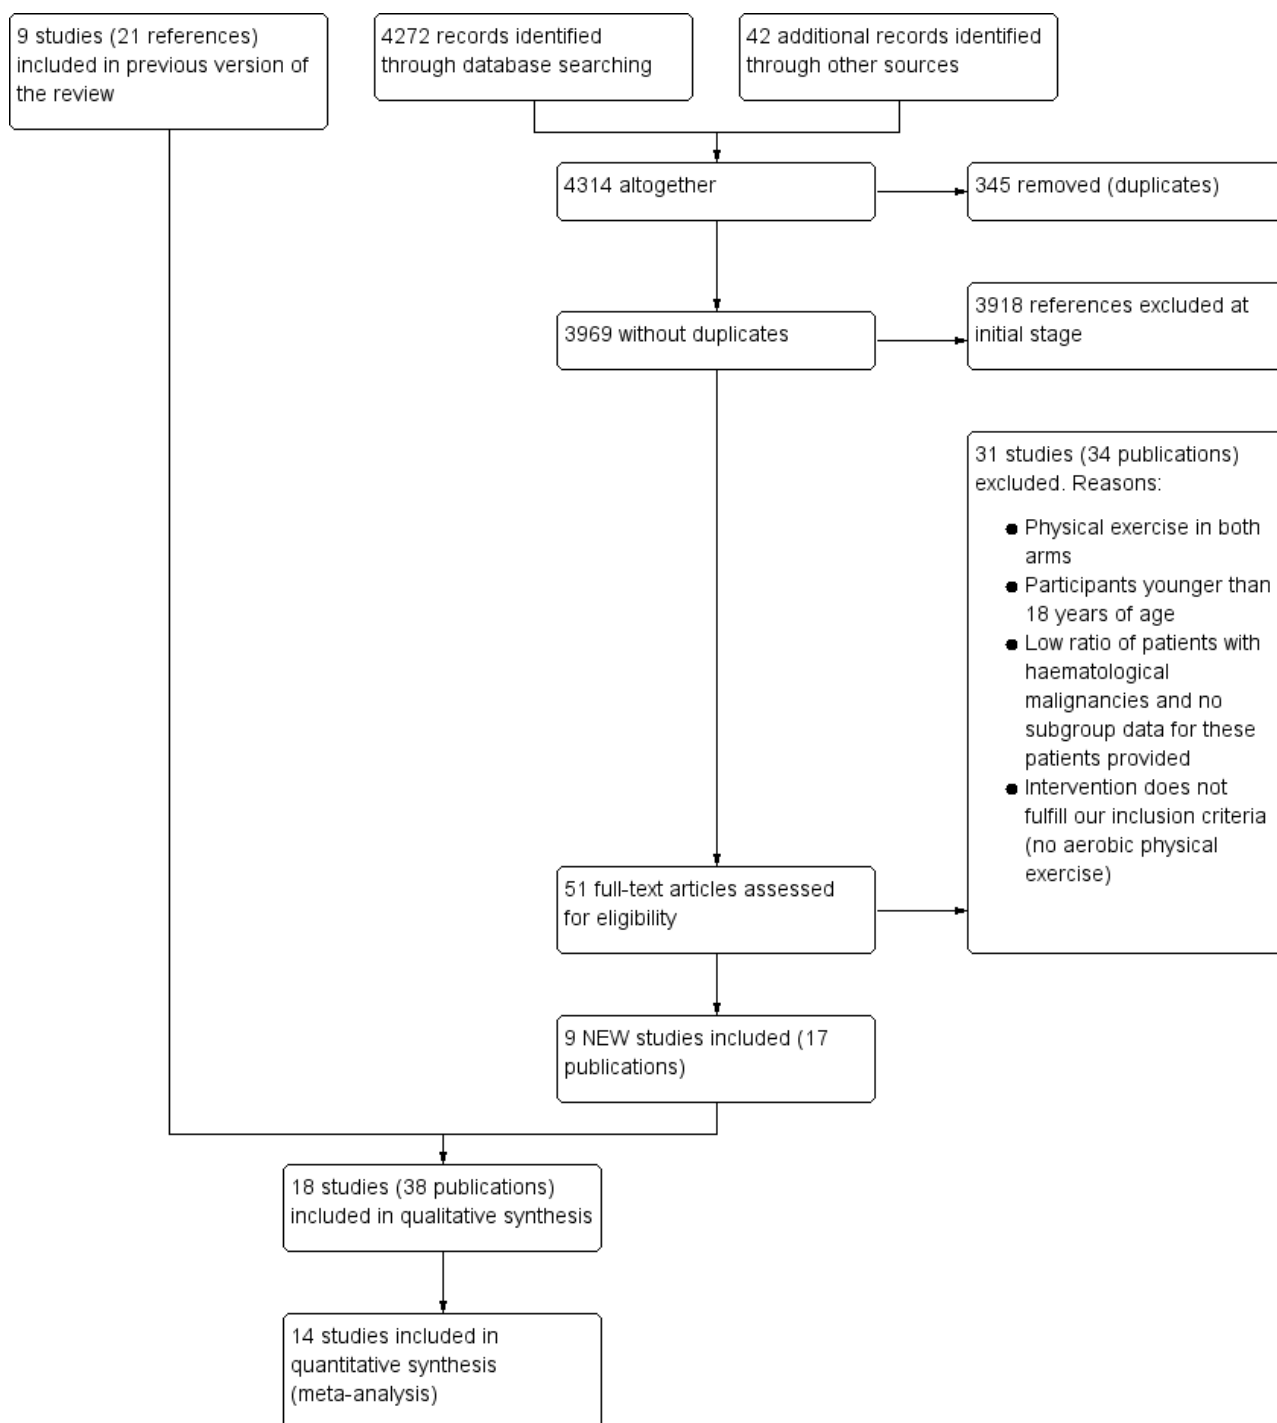 9 studies (21 references)
included in previous version of
the review
4272 records identified
through database searching
42 additional records identified
through other sources
4314 altogether
345 removed (duplicates)
3969 without duplicates
3918 references excluded at
initial stage
31 studies (34 publications)
excluded. Reasons:
● Physical exercise in both
arms
● Participants younger than
18 years of age
● Low ratio of patients with
haematological
malignancies and no
subgroup data for these
patients provided
● Intervention does not
fulfill our inclusion criteria
(no aerobic physical
exercise)
51 full-text articles assessed
for eligibility
9 NEW studies included (17
publications)
18 studies (38 publications)
included in qualitative synthesis
14 studies included in
quantitative synthesis
(meta-analysis)